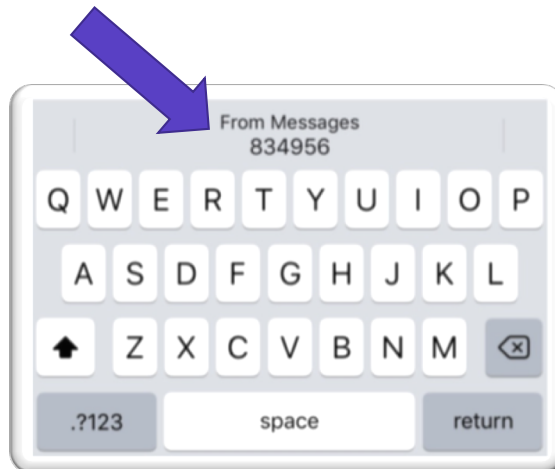 From Messages
834956
Q W E R T Y U I O P
A S D F G H J K L
Z X C V B N M
.?123 space return